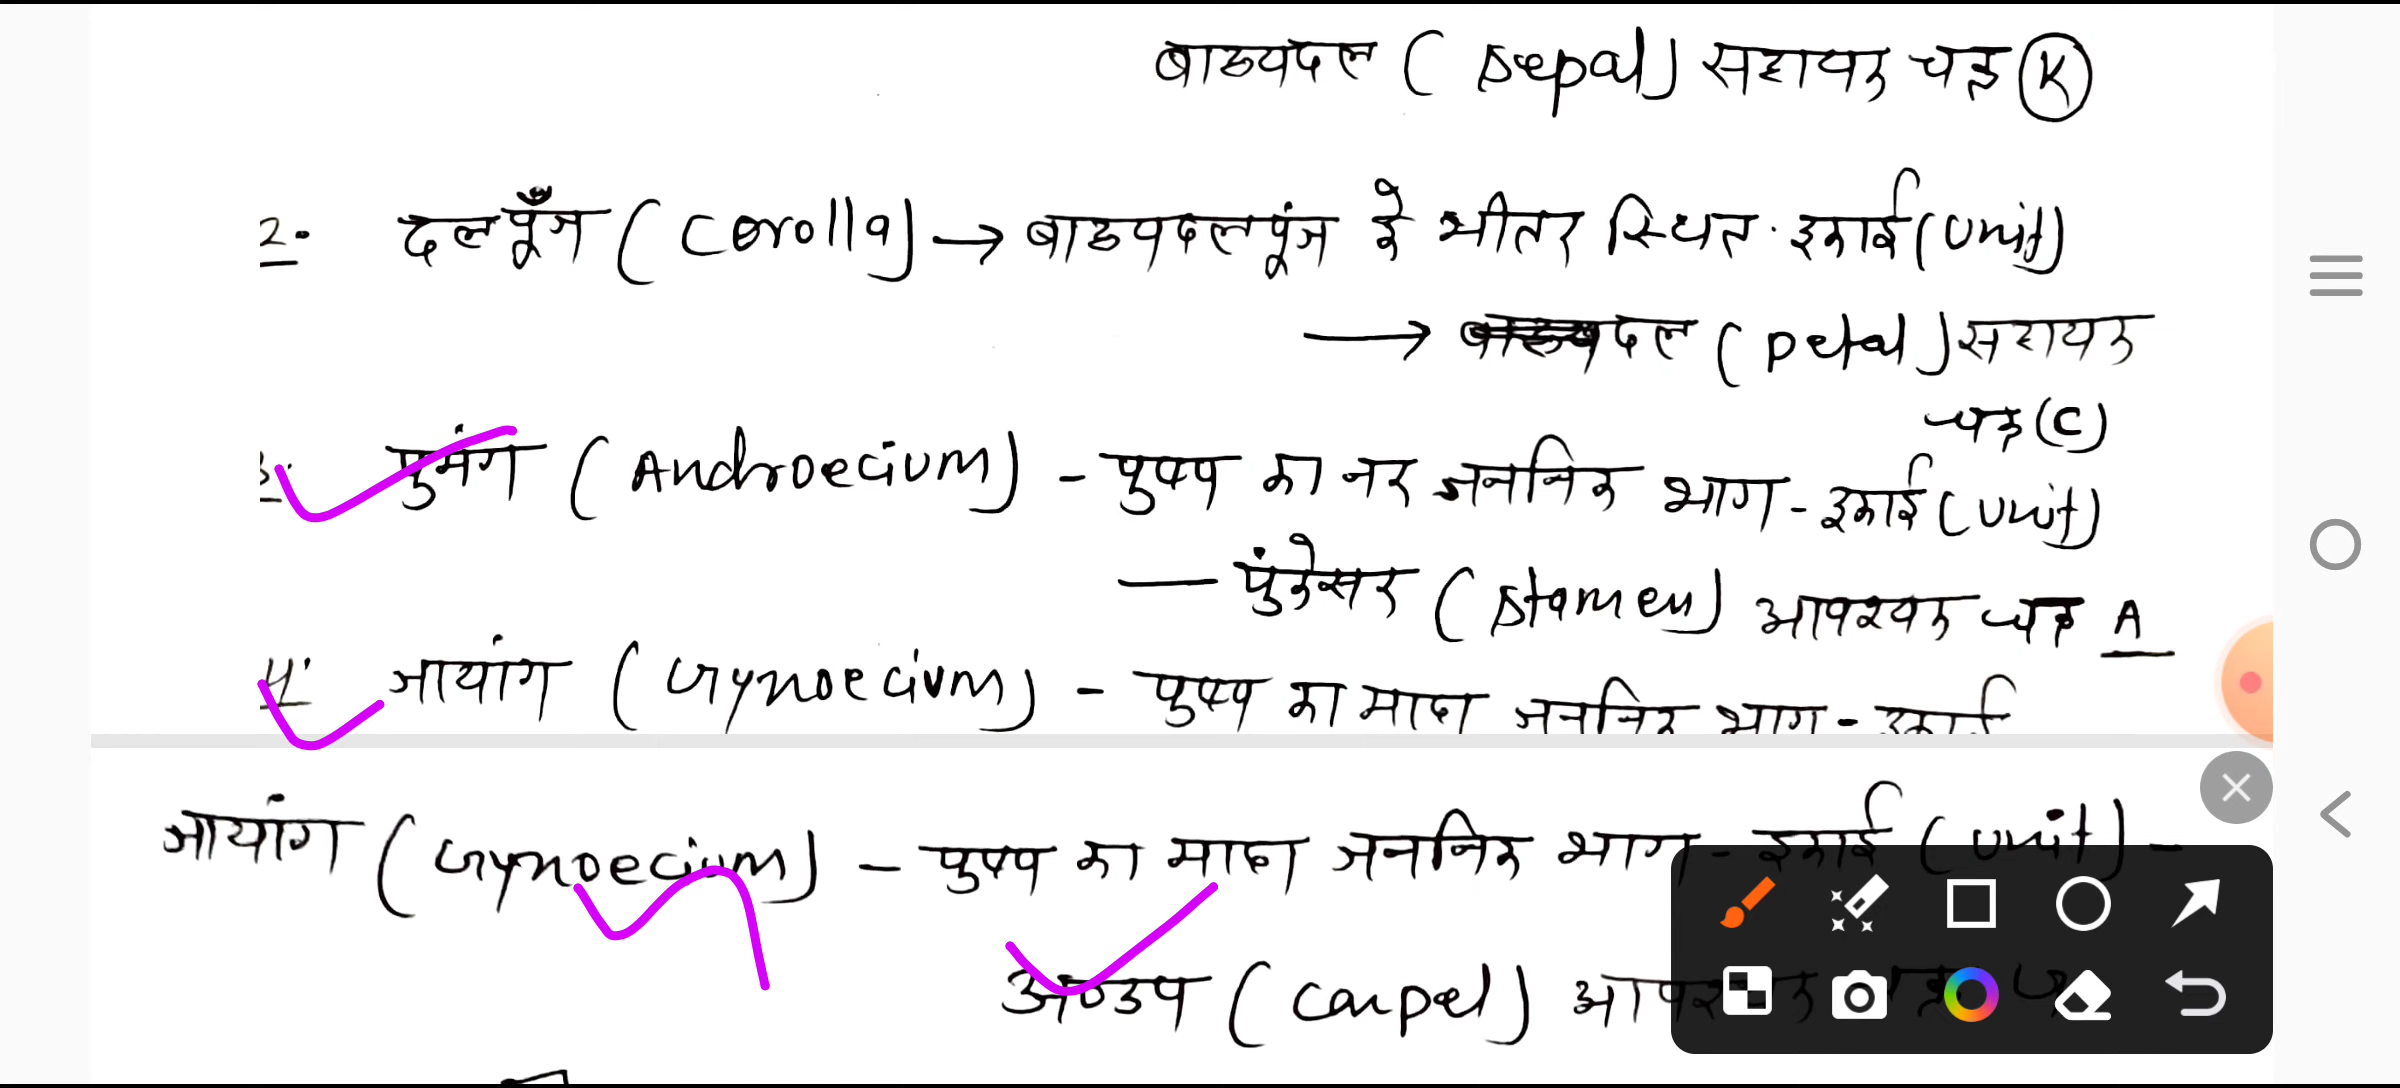 बाह्यदल ( sepal) सहायक चक्र (K)
2. दलपूँज (Corolla) → बाह्यदलपूंज के भीतर स्थित. इकाई (unit)
→ दल ( petal) सहायक
चक्र (C)
3. पुमंग (Androecium) - पुष्प का नर जननिक भाग - इकाई (unit)
— पुंकेसर (stamen) आवश्यक चक्र A
4. जायांग (Gynoecium) - पुष्प का मादा जननिक भाग - इकाई
जायांग (Gynoecium) - पुष्प का मादा जननिक भाग - इकाई (unit) -
अण्डप (carpel)